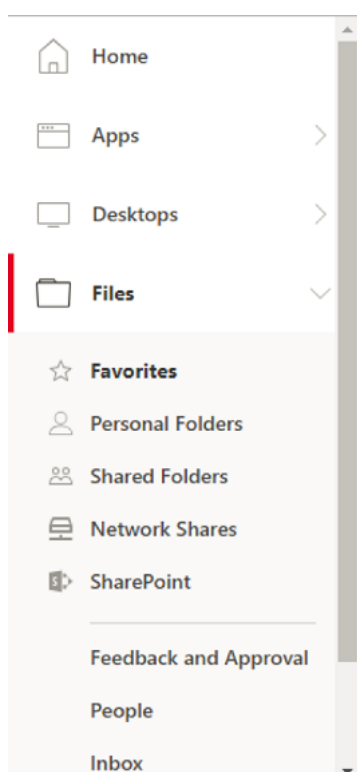 Home
Apps
Desktops
Files
Favorites
Personal Folders
Shared Folders
Network Shares
SharePoint
Feedback and Approval
People
Inbox